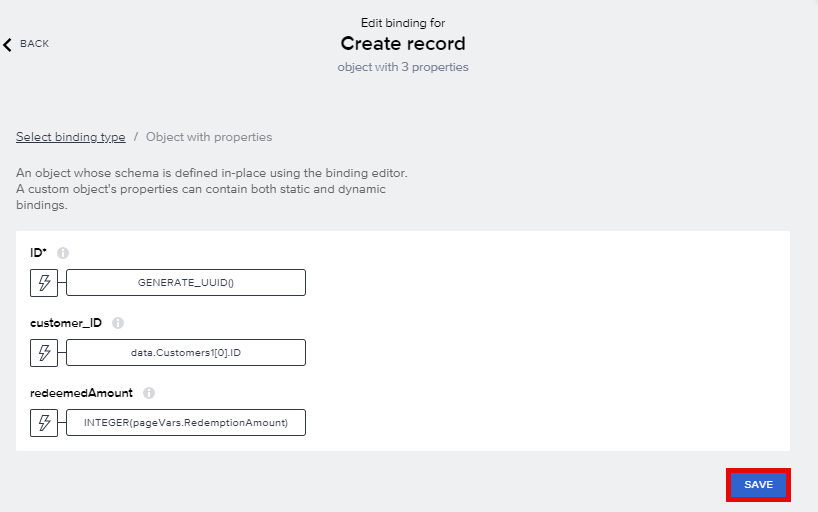 Edit binding for
BACK
Create record
object with 3 properties
Select binding type / Object with properties
An object whose schema is defined in-place using the binding editor.
A custom object's properties can contain both static and dynamic
bindings.
ID*
GENERATE_UUID()
customer_ID
data.Customers1[0].ID
redeemedAmount
INTEGER(pageVars.RedemptionAmount)
SAVE